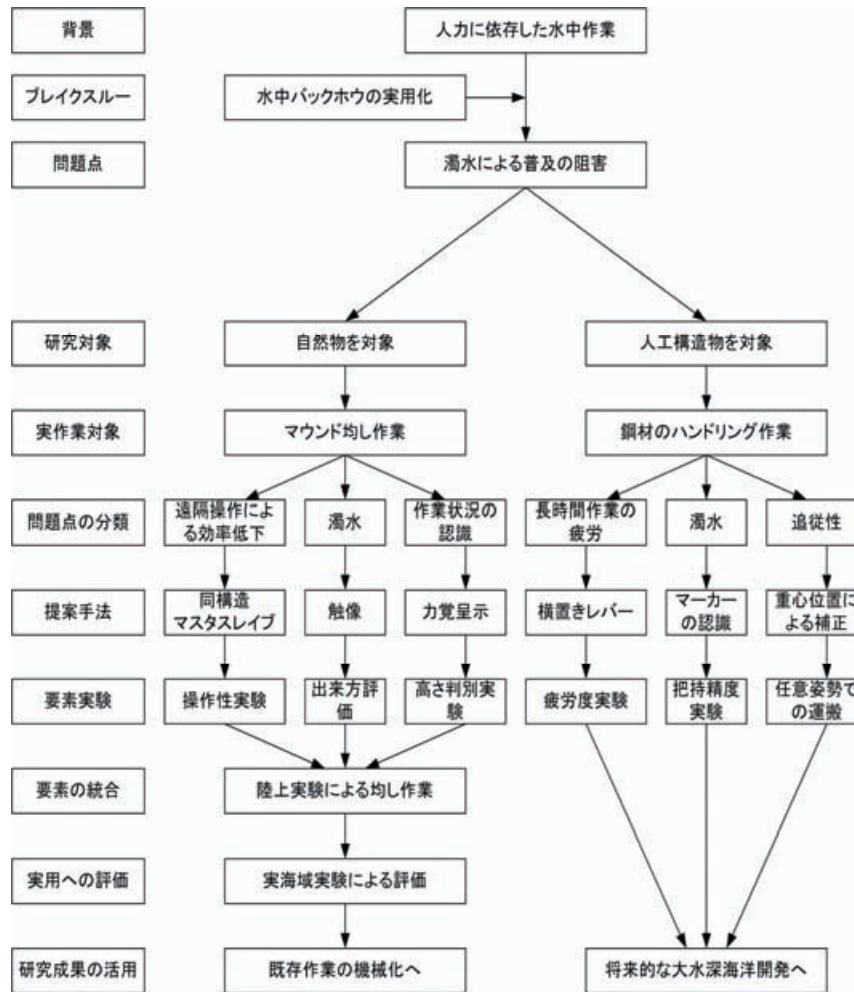 背景
人力に依存した水中作業
ブレイクスルー
水中バックホウの実用化
問題点
濁水による普及の阻害
研究対象
自然物を対象
人工構造物を対象
実作業対象
マウンド均し作業
鋼材のハンドリング作業
問題点の分類
遠隔操作によ
る効率低下
濁水
作業状況の
認識
長時間作業の
疲労
濁水
追従性
提案手法
同構造
マスタスレイブ
触像
力覚呈示
横置きレバー
マーカー
の認識
重心位置に
よる補正
要素実験
操作性実験
出来方評
価
高さ判別実
験
疲労度実験
把持精度
実験
任意姿勢で
の運搬
要素の統合
陸上実験による均し作業
実用への評価
実海域実験による評価
研究成果の活用
既存作業の機械化へ
将来的な大水深海洋開発へ